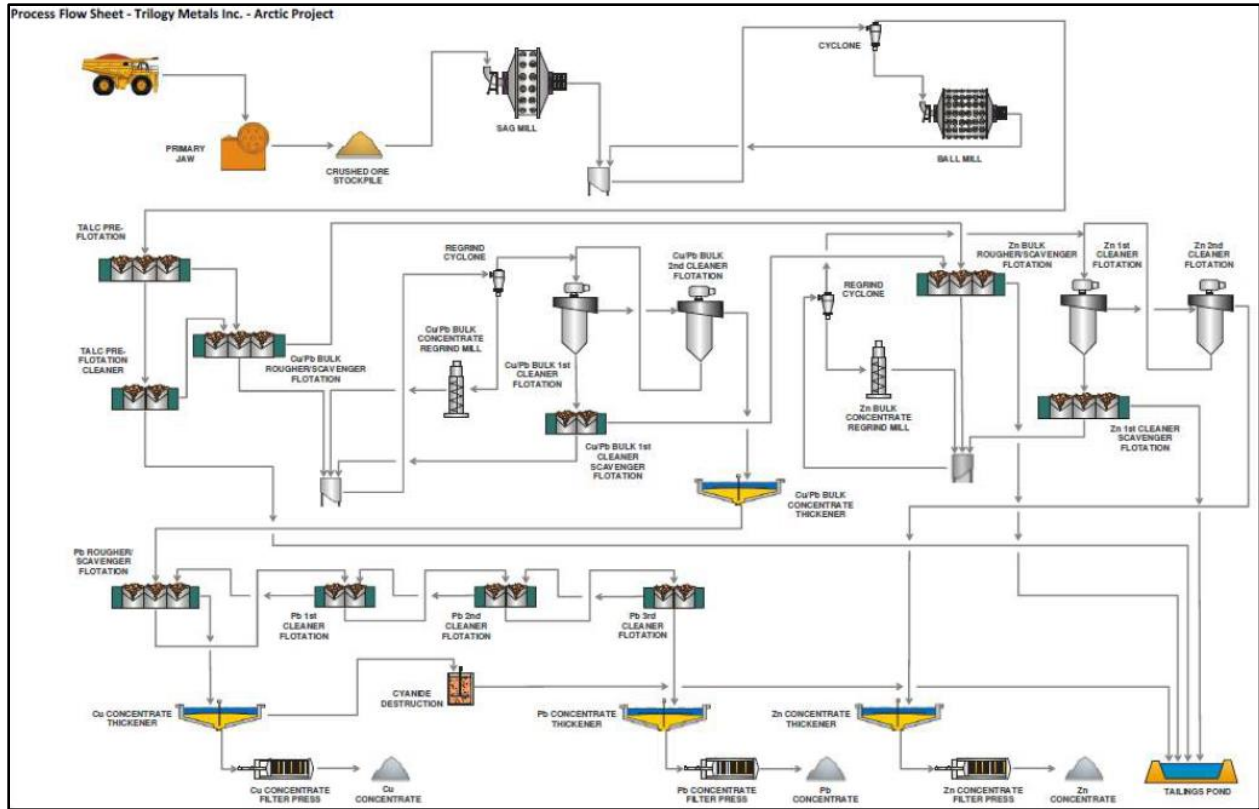 Process Flow Sheet - Trilogy Metals Inc. - Arctic Project
CYCLONE
SAG MILL
PRIMARY
JAW
CRUSHED ORE
STOCKPILE
BALL MILL
TALC PRE-
FLOTATION
REGRIND
CYCLONE
Cu/Pb BULK
2nd CLEANER
FLOTATION
Zn BULK
ROUGHER/SCAVENGER
FLOTATION
Zn 1st
CLEANER
FLOTATION
Zn 2nd
CLEANER
FLOTATION
REGRIND
CYCLONE
Cu/Pb BULK
CONCENTRATE
REGRIND MILL
TALC PRE-
FLOTATION
CLEANER
Cu/Pb BULK
ROUGHER/SCAVENGER
FLOTATION
Cu/Pb BULK 1st
CLEANER
FLOTATION
Zn BULK
CONCENTRATE
REGRIND MILL
Zn 1st CLEANER
SCAVENGER
FLOTATION
Cu/Pb BULK 1st
CLEANER
SCAVENGER
FLOTATION
Cu/Pb BULK
CONCENTRATE
THICKENER
Pb ROUGHER/
SCAVENGER
FLOTATION
Pb 1st
CLEANER
FLOTATION
Pb 2nd
CLEANER
FLOTATION
Pb 3rd
CLEANER
FLOTATION
CYANIDE
DESTRUCTION
Cu CONCENTRATE
THICKENER
Pb CONCENTRATE
THICKENER
Zn CONCENTRATE
THICKENER
Cu CONCENTRATE
FILTER PRESS
Cu
CONCENTRATE
Pb CONCENTRATE
FILTER PRESS
Pb
CONCENTRATE
Zn CONCENTRATE
FILTER PRESS
Zn
CONCENTRATE
TAILINGS POND